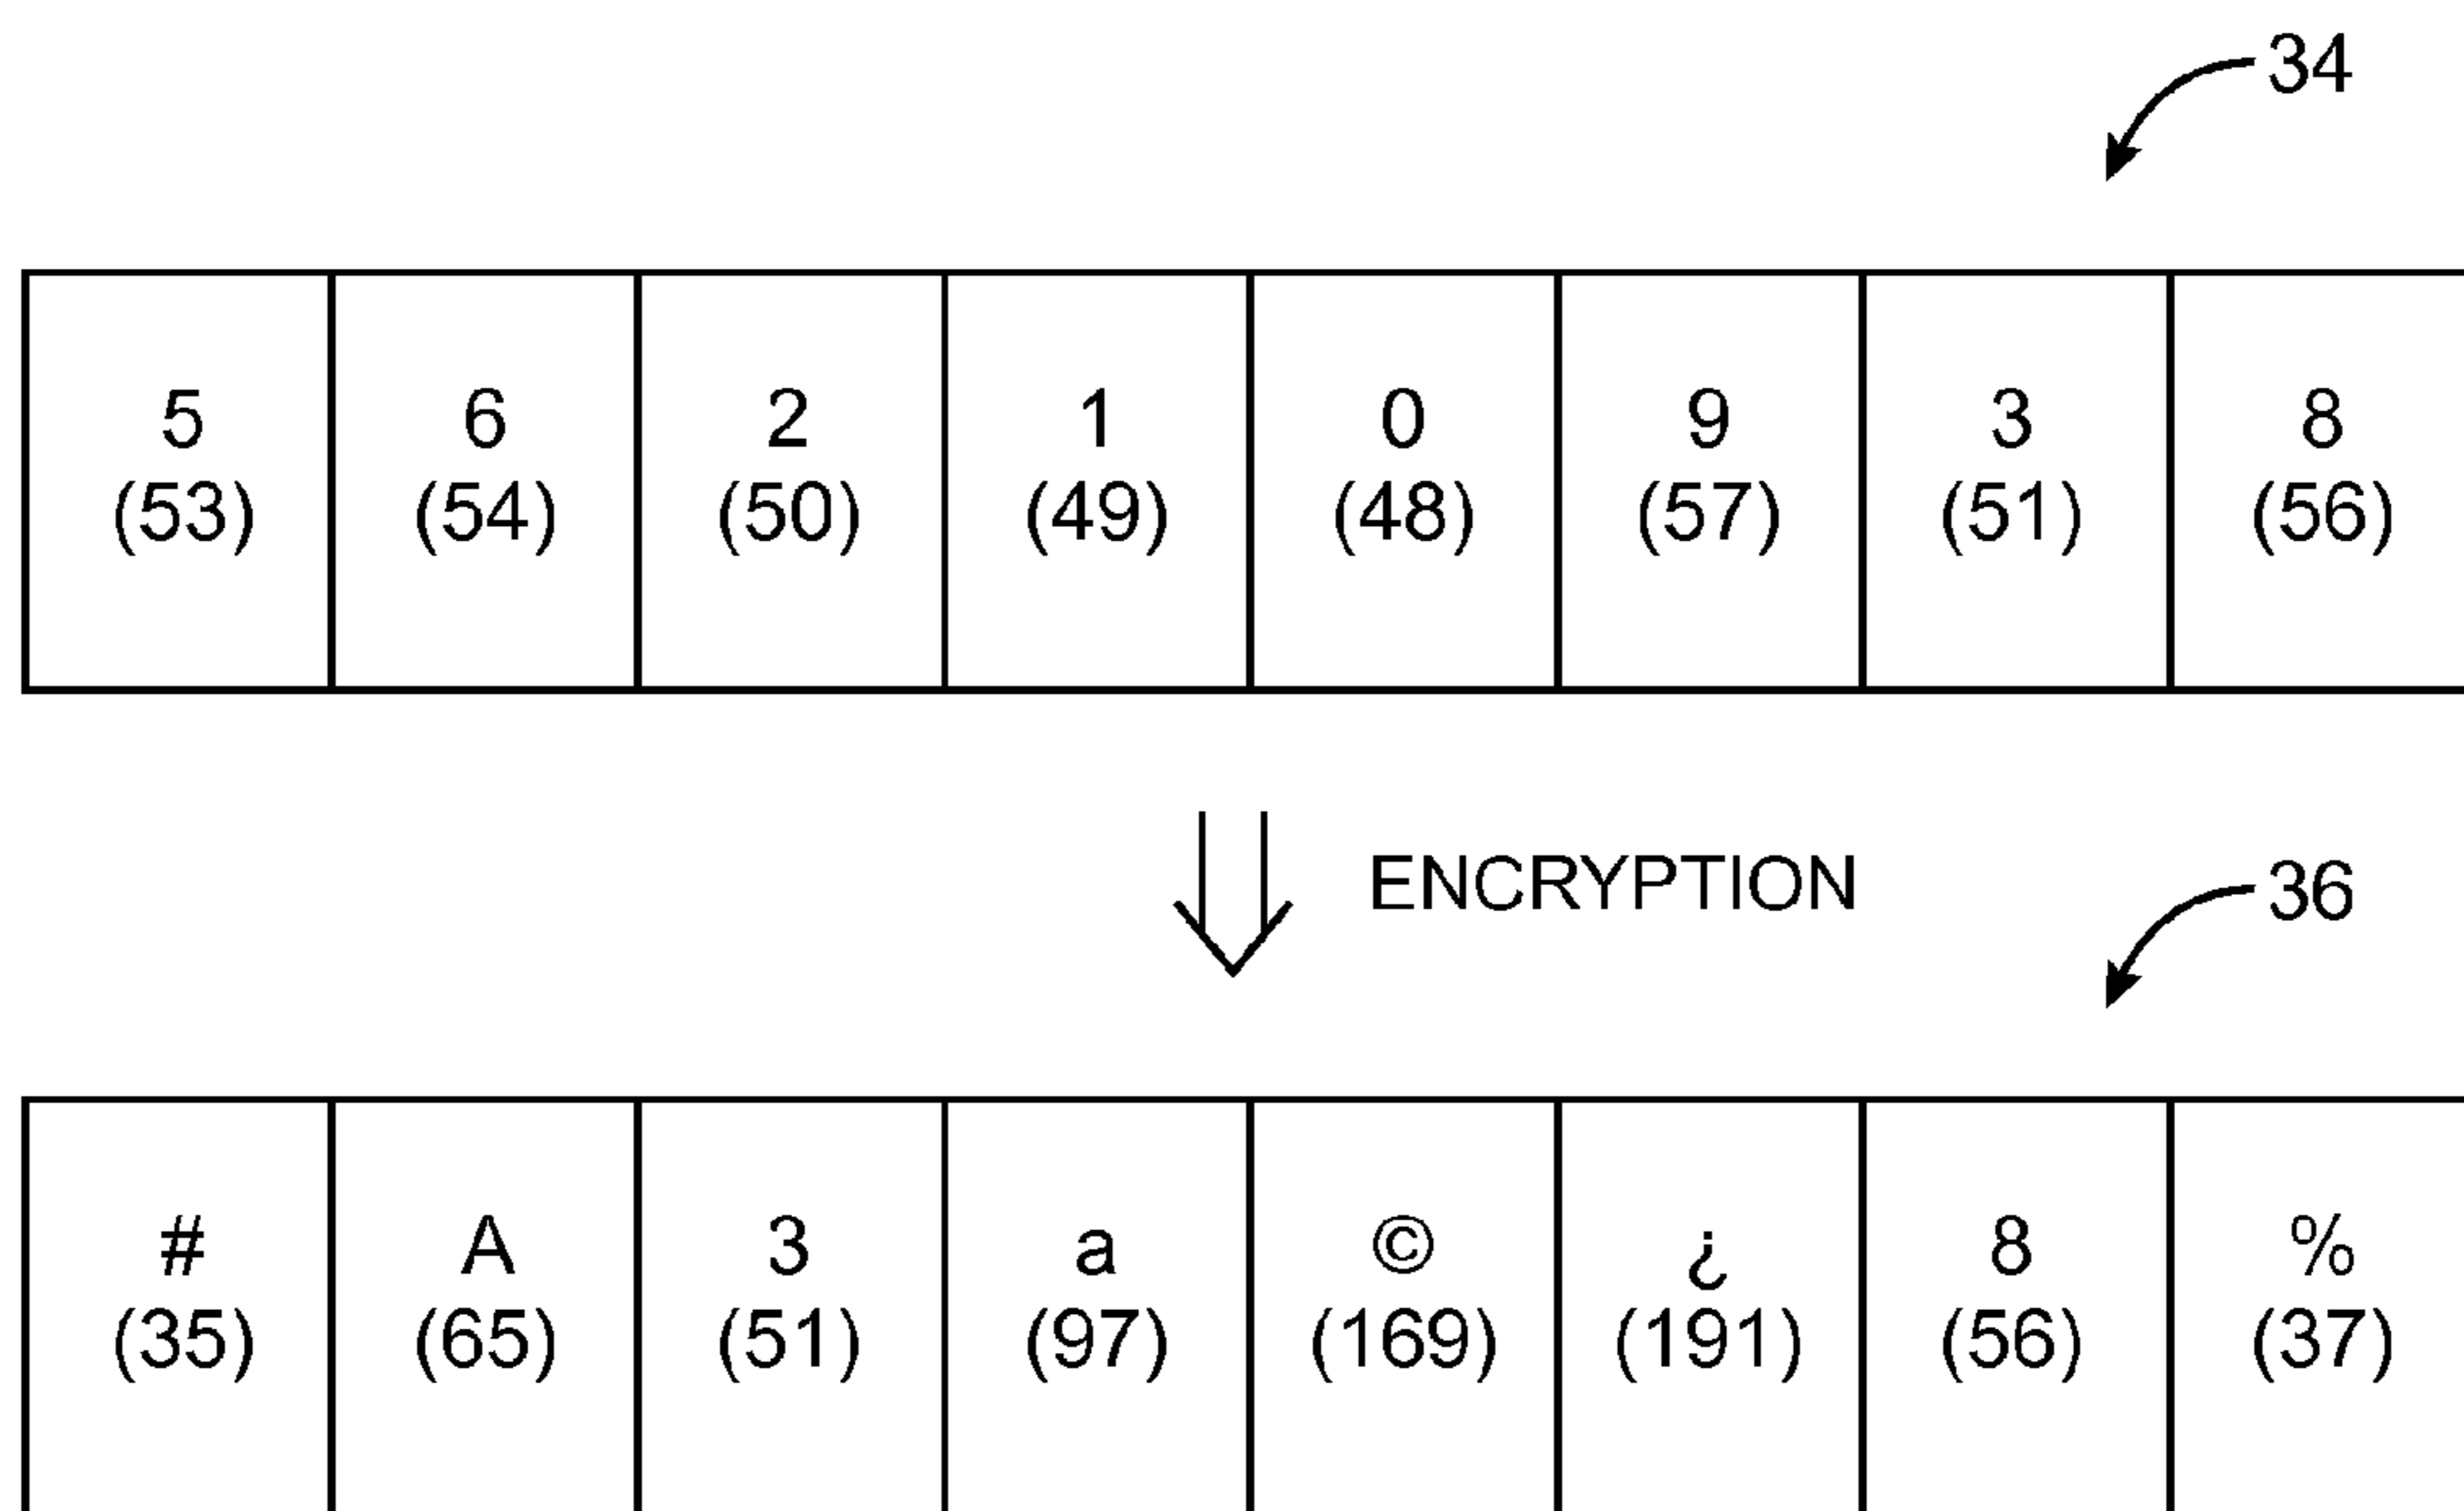 34
5 6 2 1 0 9 3 8
(53) (54) (50) (49) (48) (57) (51) (56)
ENCRYPTION
36
# A 3 a © ¿ 8 %
(35) (65) (51) (97) (169) (191) (56) (37)